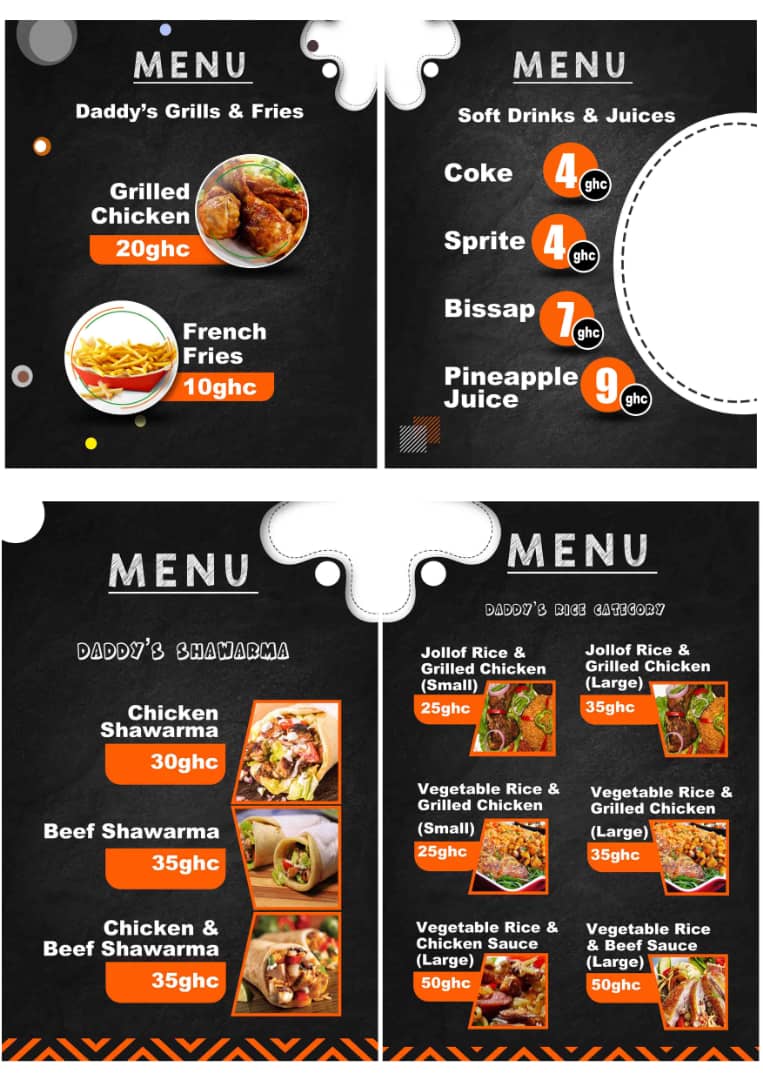 MENU
Daddy's Grills & Fries
Grilled
Chicken
20ghc
French
Fries
10ghc
MENU
Soft Drinks & Juices
Coke
4 ghc
Sprite
4 ghc
Bissap
7 ghc
Pineapple
Juice
9 ghc
MENU
DADDY'S SHAWARMA
Chicken
Shawarma
30ghc
Beef Shawarma
35ghc
Chicken &
Beef Shawarma
35ghc
MENU
DADDY'S RICE CATEGORY
Jollof Rice &
Grilled Chicken
(Small)
25ghc
Jollof Rice &
Grilled Chicken
(Large)
35ghc
Vegetable Rice &
Grilled Chicken
(Small)
25ghc
Vegetable Rice &
Grilled Chicken
(Large)
35ghc
Vegetable Rice &
Chicken Sauce
(Large)
50ghc
Vegetable Rice
& Beef Sauce
(Large)
50ghc